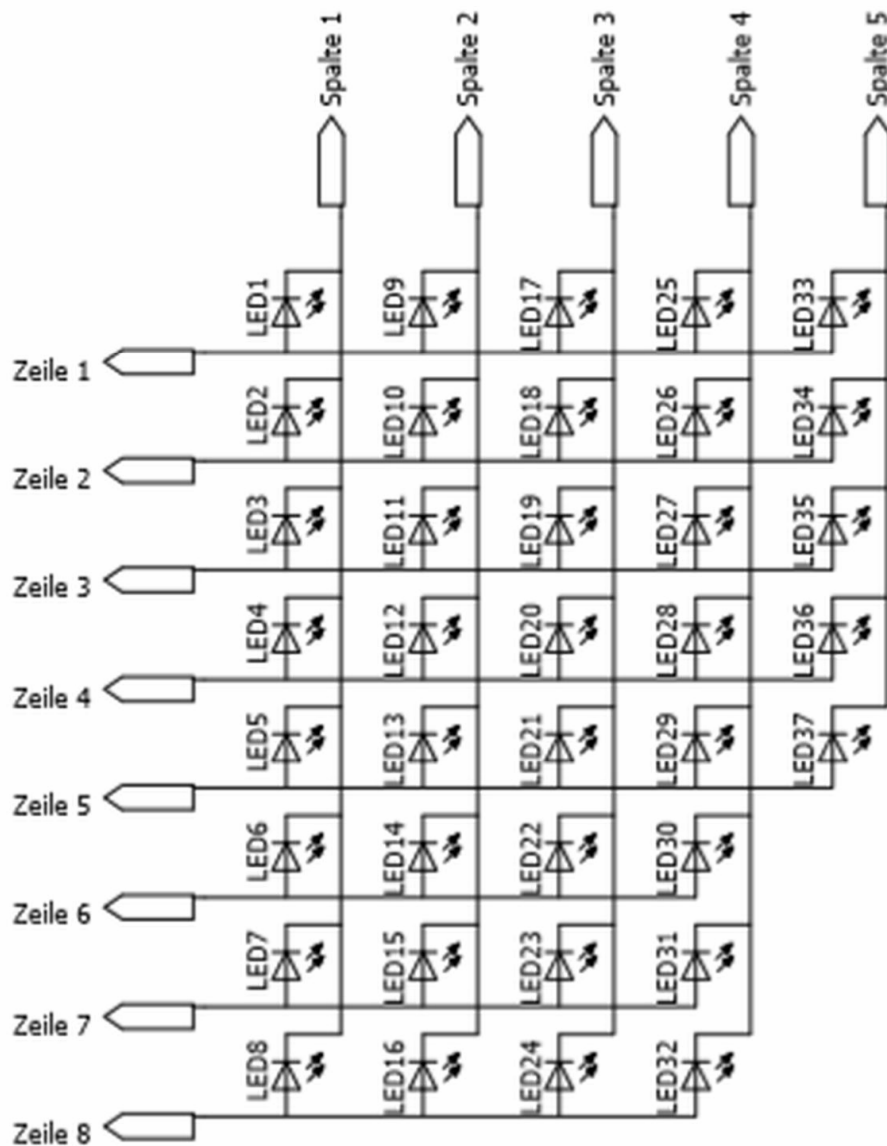 Spalte 1
Spalte 2
Spalte 3
Spalte 4
Spalte 5
LED1
LED9
LED17
LED25
LED33
Zeile 1
LED2
LED10
LED18
LED26
LED34
Zeile 2
LED3
LED11
LED19
LED27
LED35
Zeile 3
LED4
LED12
LED20
LED28
LED36
Zeile 4
LED5
LED13
LED21
LED29
LED37
Zeile 5
LED6
LED14
LED22
LED30
Zeile 6
LED7
LED15
LED23
LED31
Zeile 7
LED8
LED16
LED24
LED32
Zeile 8